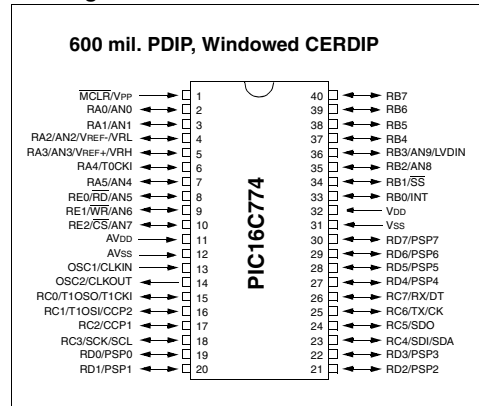 600 mil. PDIP, Windowed CERDIP
MCLR/VPP 1 40 RB7
RA0/AN0 2 39 RB6
RA1/AN1 3 38 RB5
RA2/AN2/VREF-/VRL 4 37 RB4
RA3/AN3/VREF+/VRH 5 36 RB3/AN9/LVDIN
RA4/T0CKI 6 35 RB2/AN8
RA5/AN4 7 34 RB1/SS
RE0/RD/AN5 8 33 RB0/INT
RE1/WR/AN6 9 32 VDD
RE2/CS/AN7 10 31 VSS
AVDD 11 30 RD7/PSP7
AVSS 12 29 RD6/PSP6
OSC1/CLKIN 13 28 RD5/PSP5
OSC2/CLKOUT 14 27 RD4/PSP4
RC0/T1OSO/T1CKI 15 26 RC7/RX/DT
RC1/T1OSI/CCP2 16 25 RC6/TX/CK
RC2/CCP1 17 24 RC5/SDO
RC3/SCK/SCL 18 23 RC4/SDI/SDA
RD0/PSP0 19 22 RD3/PSP3
RD1/PSP1 20 21 RD2/PSP2
PIC16C774